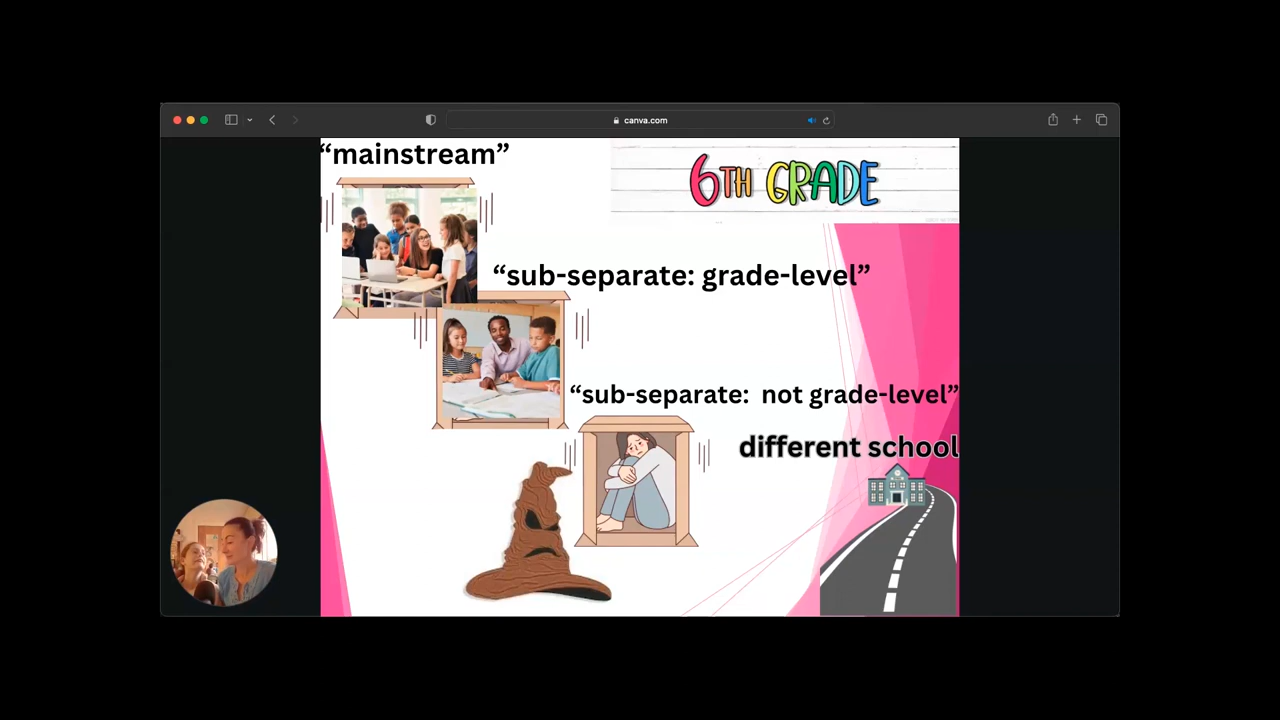 canva.com
“mainstream”
6TH GRADE
“sub-separate: grade-level”
“sub-separate:  not grade-level”
different school